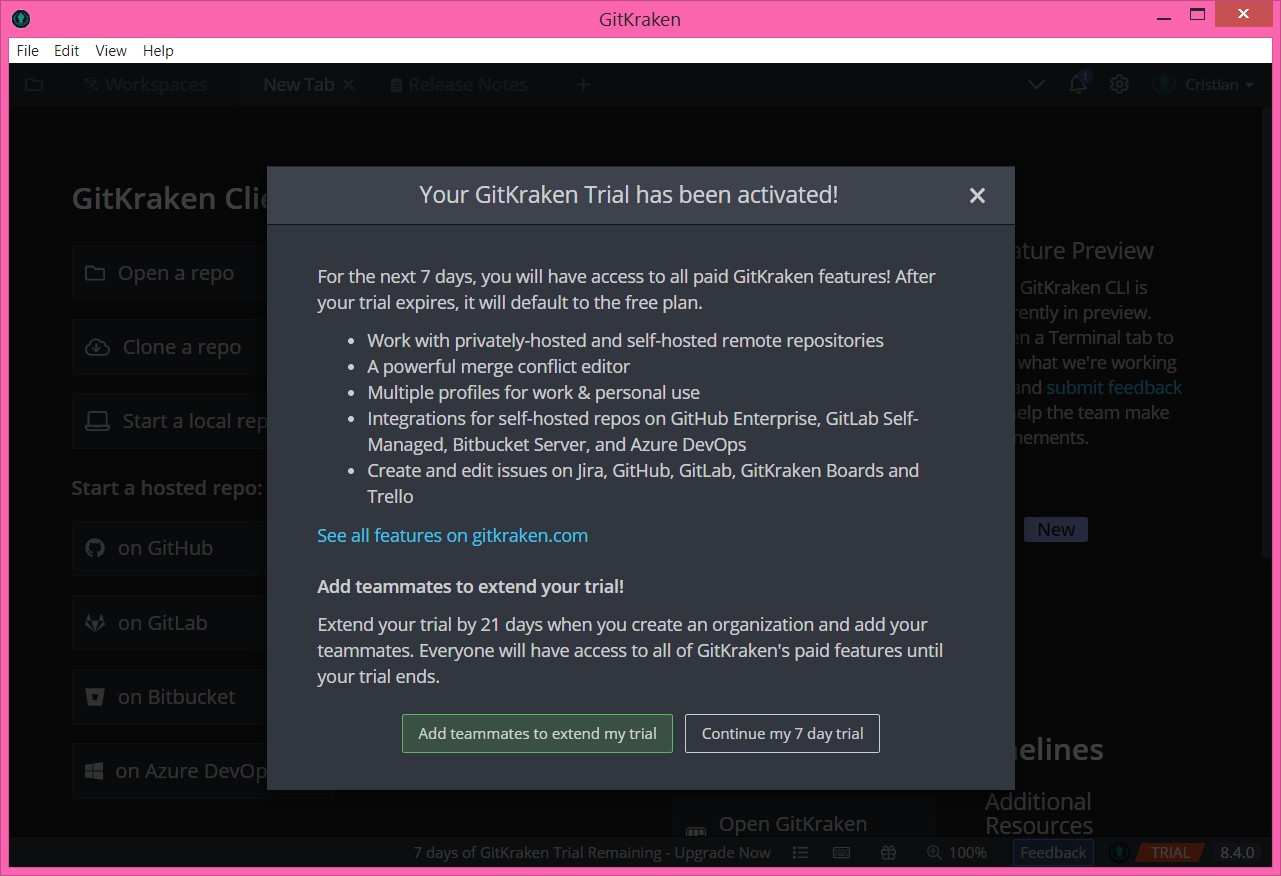 GitKraken
File Edit View Help
Workspaces New Tab Release Notes 1 Cristian
GitKraken Clie
Open a repo
Clone a repo
Start a local rep
Start a hosted repo:
on GitHub
on GitLab
on Bitbucket
on Azure DevOp
Your GitKraken Trial has been activated!
For the next 7 days, you will have access to all paid GitKraken features! After
your trial expires, it will default to the free plan.
• Work with privately-hosted and self-hosted remote repositories
• A powerful merge conflict editor
• Multiple profiles for work & personal use
• Integrations for self-hosted repos on GitHub Enterprise, GitLab Self-
Managed, Bitbucket Server, and Azure DevOps
• Create and edit issues on Jira, GitHub, GitLab, GitKraken Boards and
Trello
See all features on gitkraken.com
Add teammates to extend your trial!
Extend your trial by 21 days when you create an organization and add your
teammates. Everyone will have access to all of GitKraken's paid features until
your trial ends.
Add teammates to extend my trial Continue my 7 day trial
ature Preview
GitKraken CLI is
rently in preview.
en a Terminal tab to
what we're working
and submit feedback
elp the team make
nements.
New
elines
Additional
Resources
Open GitKraken
7 days of GitKraken Trial Remaining - Upgrade Now 100% Feedback TRIAL 8.4.0